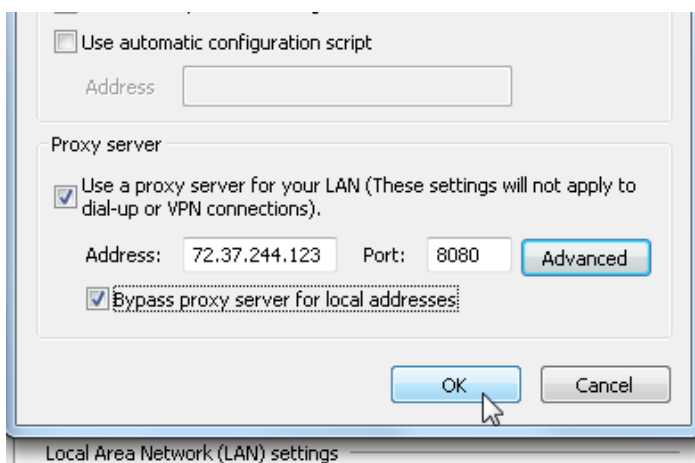 Use automatic configuration script
Address
Proxy server
Use a proxy server for your LAN (These settings will not apply to
dial-up or VPN connections).
Address: 72.37.244.123 Port: 8080 Advanced
Bypass proxy server for local addresses
OK Cancel
Local Area Network (LAN) settings